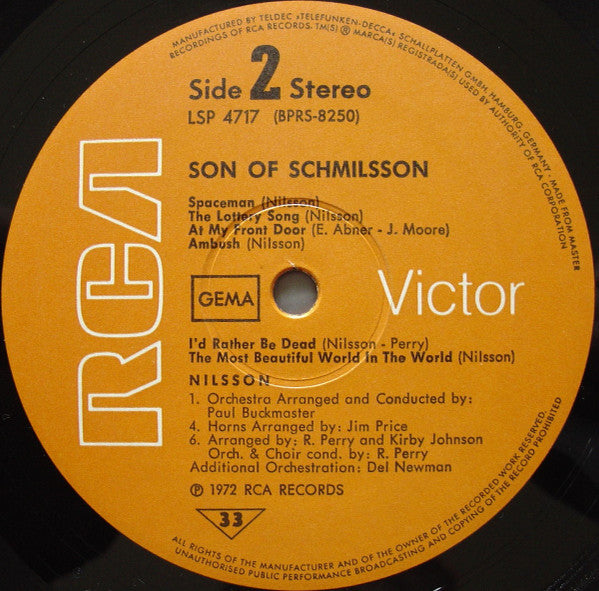 MANUFACTURED BY TELDEC »TELEFUNKEN-DECCA« SCHALLPLATTEN GMBH, HAMBURG, GERMANY - MADE FROM MASTER
RECORDINGS OF RCA RECORDS. TM(S) ® MARCA(S) REGISTRADA(S) USED BY AUTHORITY OF RCA CORPORATION
Side 2 Stereo
LSP 4717 (BPRS-8250)
SON OF SCHMILSSON
Spaceman (Nilsson)
The Lottery Song (Nilsson)
At My Front Door (E. Abner - J. Moore)
Ambush (Nilsson)
RCA
GEMA
Victor
I'd Rather Be Dead (Nilsson - Perry)
The Most Beautiful World In The World (Nilsson)
NILSSON
1. Orchestra Arranged and Conducted by:
Paul Buckmaster
4. Horns Arranged by: Jim Price
6. Arranged by: R. Perry and Kirby Johnson
Orch. & Choir cond. by: R. Perry
Additional Orchestration: Del Newman
℗ 1972 RCA RECORDS
33
ALL RIGHTS OF THE MANUFACTURER AND OF THE OWNER OF THE RECORDED WORK RESERVED.
UNAUTHORISED PUBLIC PERFORMANCE BROADCASTING AND COPYING OF THE RECORD PROHIBITED